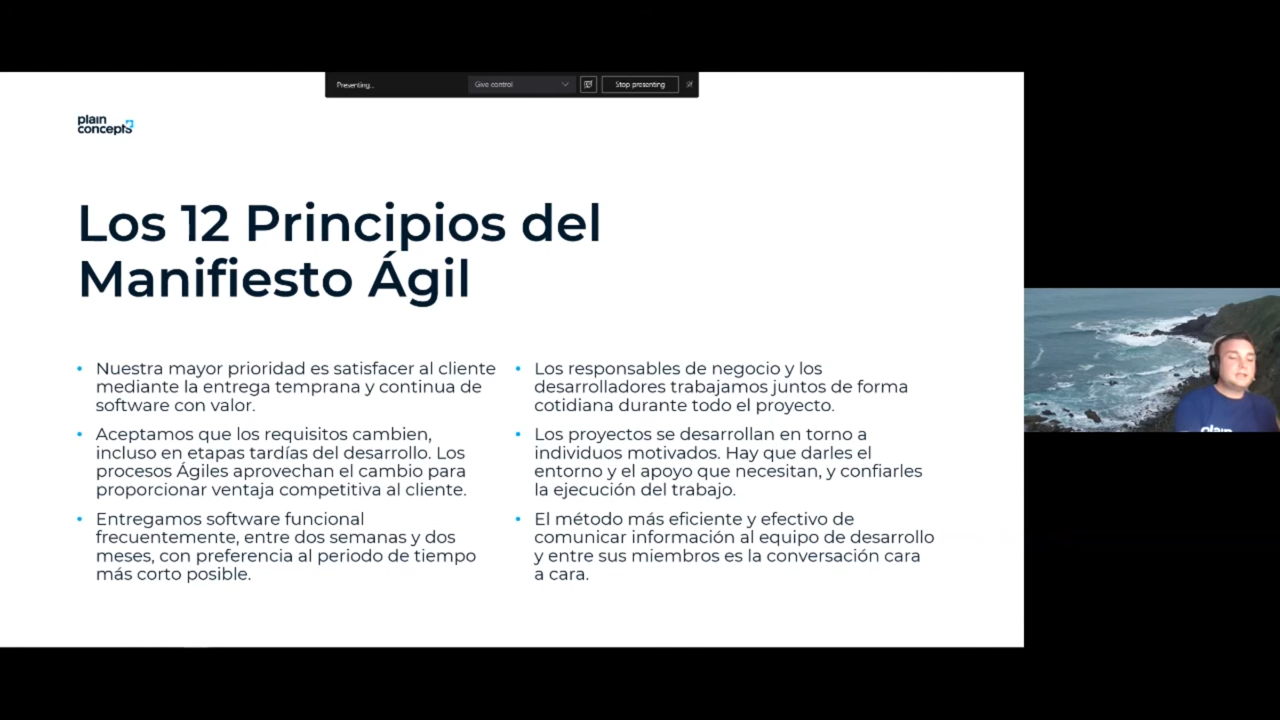 Presenting...
Give control
Stop presenting
plain
concepts
Los 12 Principios del
Manifiesto Ágil
• Nuestra mayor prioridad es satisfacer al cliente
mediante la entrega temprana y continua de
software con valor.
• Aceptamos que los requisitos cambien,
incluso en etapas tardías del desarrollo. Los
procesos Ágiles aprovechan el cambio para
proporcionar ventaja competitiva al cliente.
• Entregamos software funcional
frecuentemente, entre dos semanas y dos
meses, con preferencia al periodo de tiempo
más corto posible.
• Los responsables de negocio y los
desarrolladores trabajamos juntos de forma
cotidiana durante todo el proyecto.
• Los proyectos se desarrollan en torno a
individuos motivados. Hay que darles el
entorno y el apoyo que necesitan, y confiarles
la ejecución del trabajo.
• El método más eficiente y efectivo de
comunicar información al equipo de desarrollo
y entre sus miembros es la conversación cara
a cara.
plain